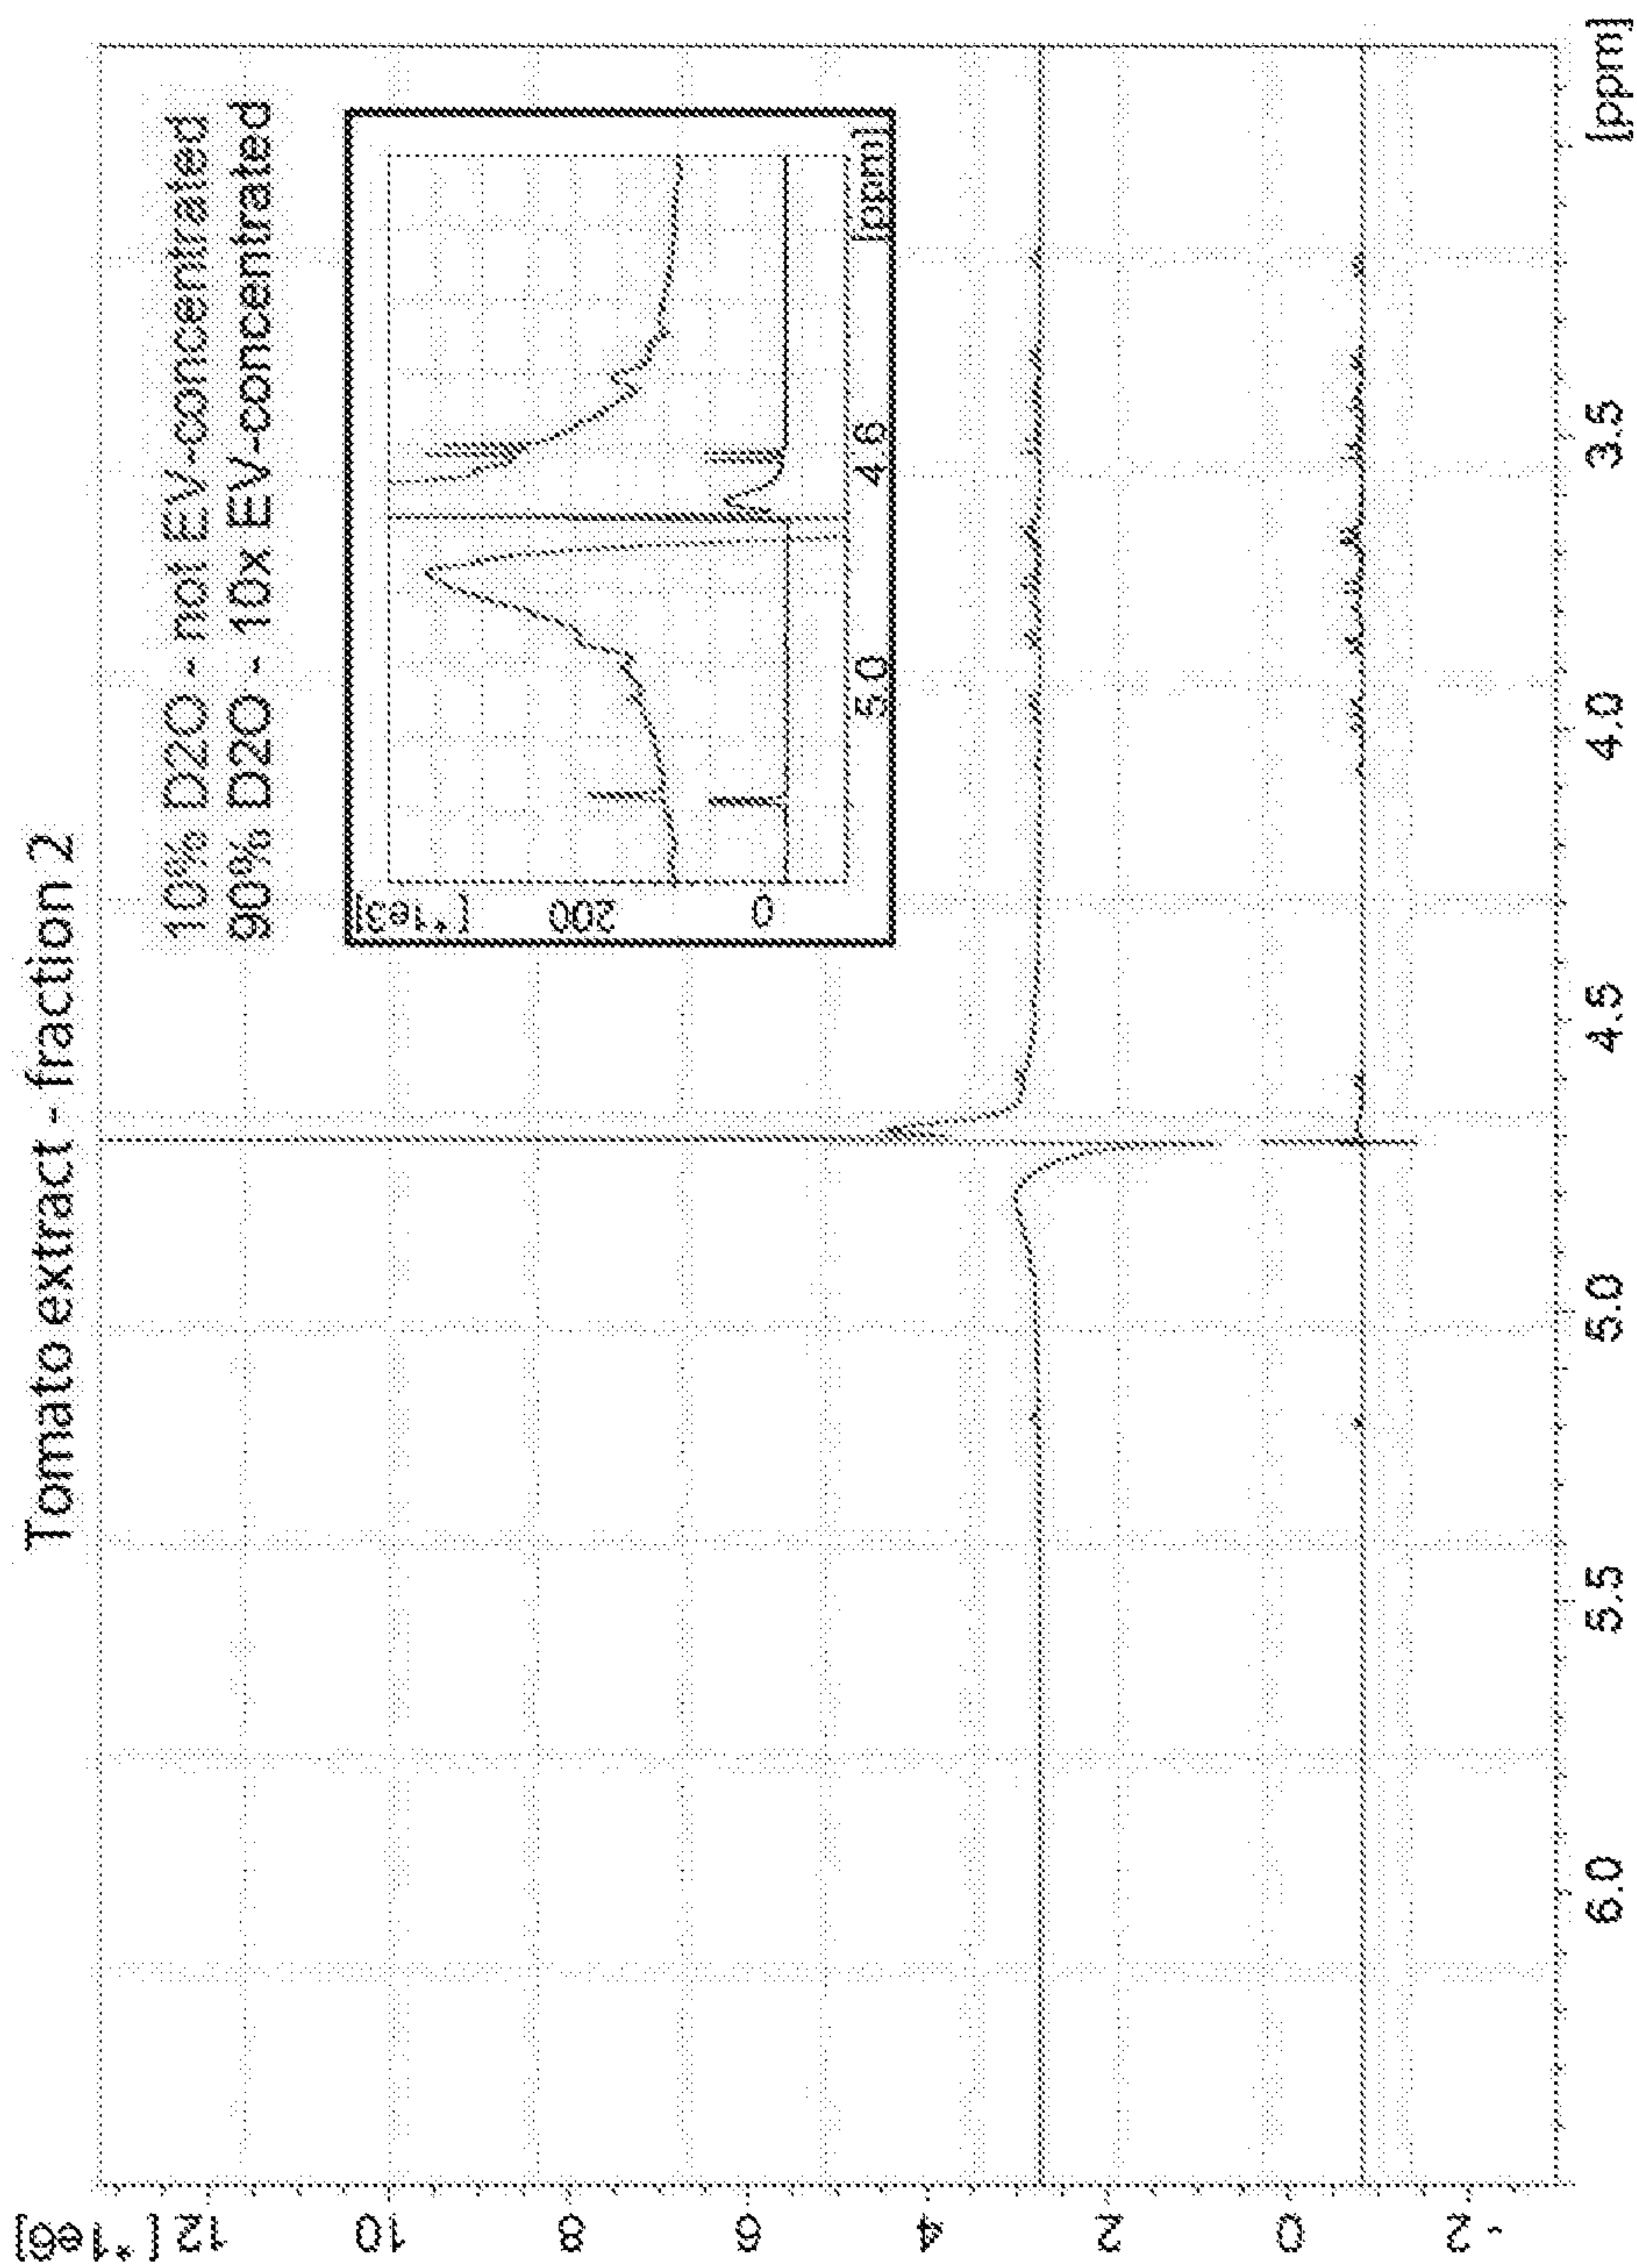 Tomato extract - fraction 2
10% D2O - not EV-concentrated
90% D2O - 10x EV-concentrated
[*1e3]
200
0
5.0
4.6
[ppm]
[*1e6]
12
10
8
6
4
2
0
-2
6.0
5.5
5.0
4.5
4.0
3.5
[ppm]